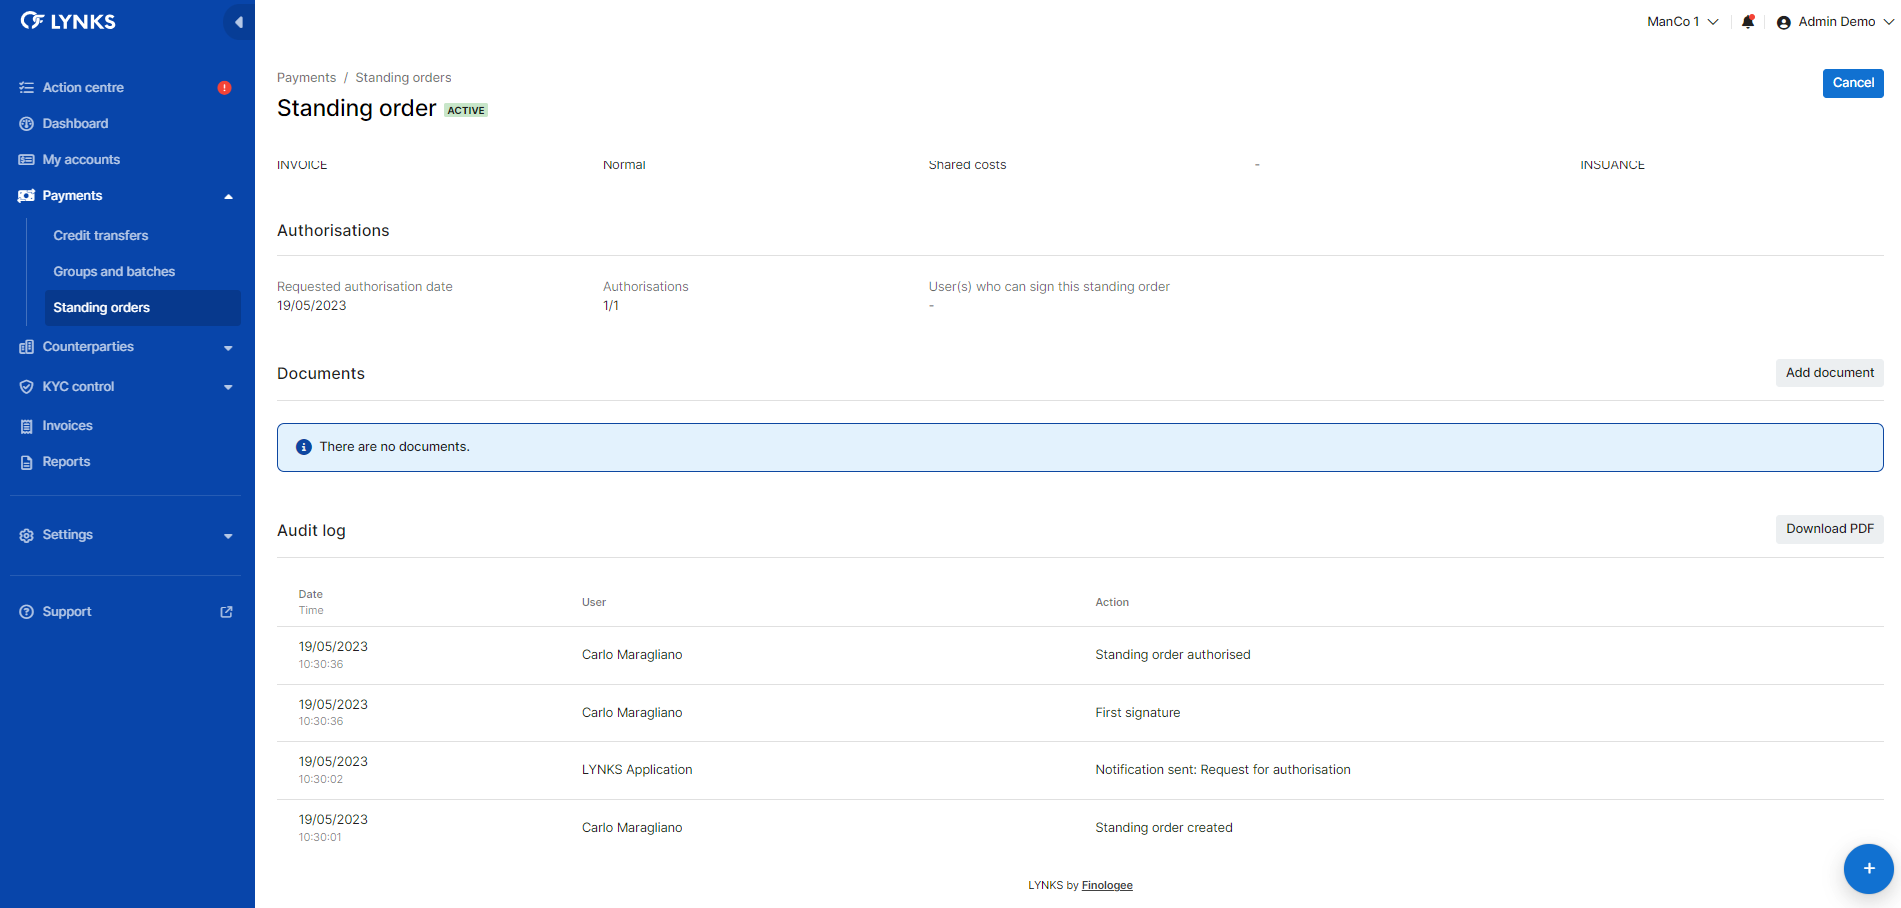 LYNKS
ManCo 1
Admin Demo
Action centre
!
Dashboard
My accounts
Payments
Credit transfers
Groups and batches
Standing orders
Counterparties
KYC control
Invoices
Reports
Settings
Support
Payments / Standing orders
Cancel
Standing order ACTIVE
INVOICE Normal Shared costs - INSUANCE
Authorisations
Requested authorisation date Authorisations User(s) who can sign this standing order
19/05/2023 1/1 -
Documents
Add document
There are no documents.
Audit log
Download PDF
Date
Time
User
Action
19/05/2023
10:30:36
Carlo Maragliano
Standing order authorised
19/05/2023
10:30:36
Carlo Maragliano
First signature
19/05/2023
10:30:02
LYNKS Application
Notification sent: Request for authorisation
19/05/2023
10:30:01
Carlo Maragliano
Standing order created
LYNKS by Finologee
+